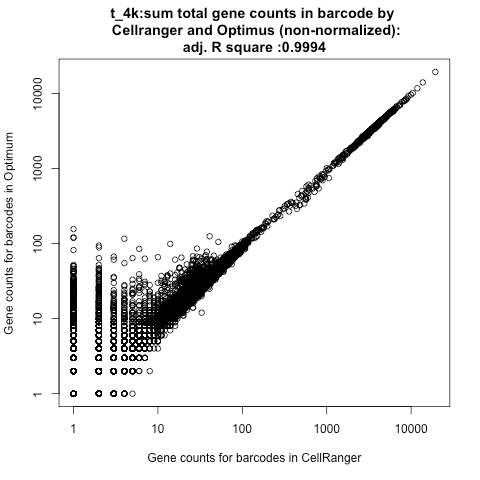 t_4k:sum total gene counts in barcode by
Cellranger and Optimus (non-normalized):
adj. R square :0.9994
Gene counts for barcodes in Optimum
10000
1000
100
10
1
1
10
100
1000
10000
Gene counts for barcodes in CellRanger